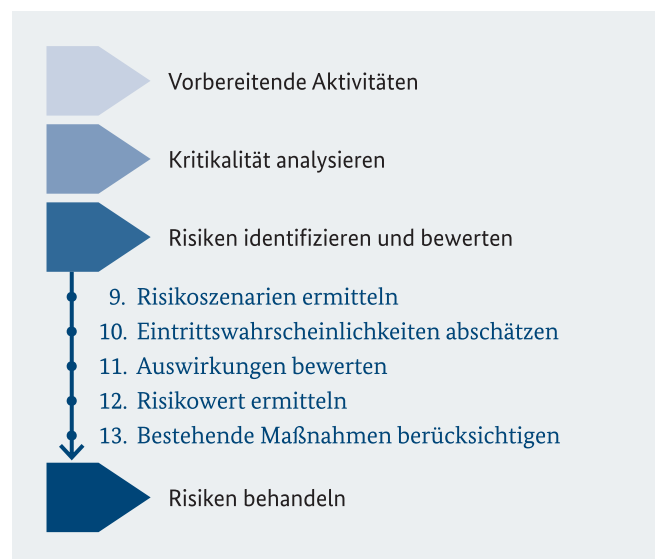 Vorbereitende Aktivitäten
Kritikalität analysieren
Risiken identifizieren und bewerten
9. Risikoszenarien ermitteln
10. Eintrittswahrscheinlichkeiten abschätzen
11. Auswirkungen bewerten
12. Risikowert ermitteln
13. Bestehende Maßnahmen berücksichtigen
Risiken behandeln